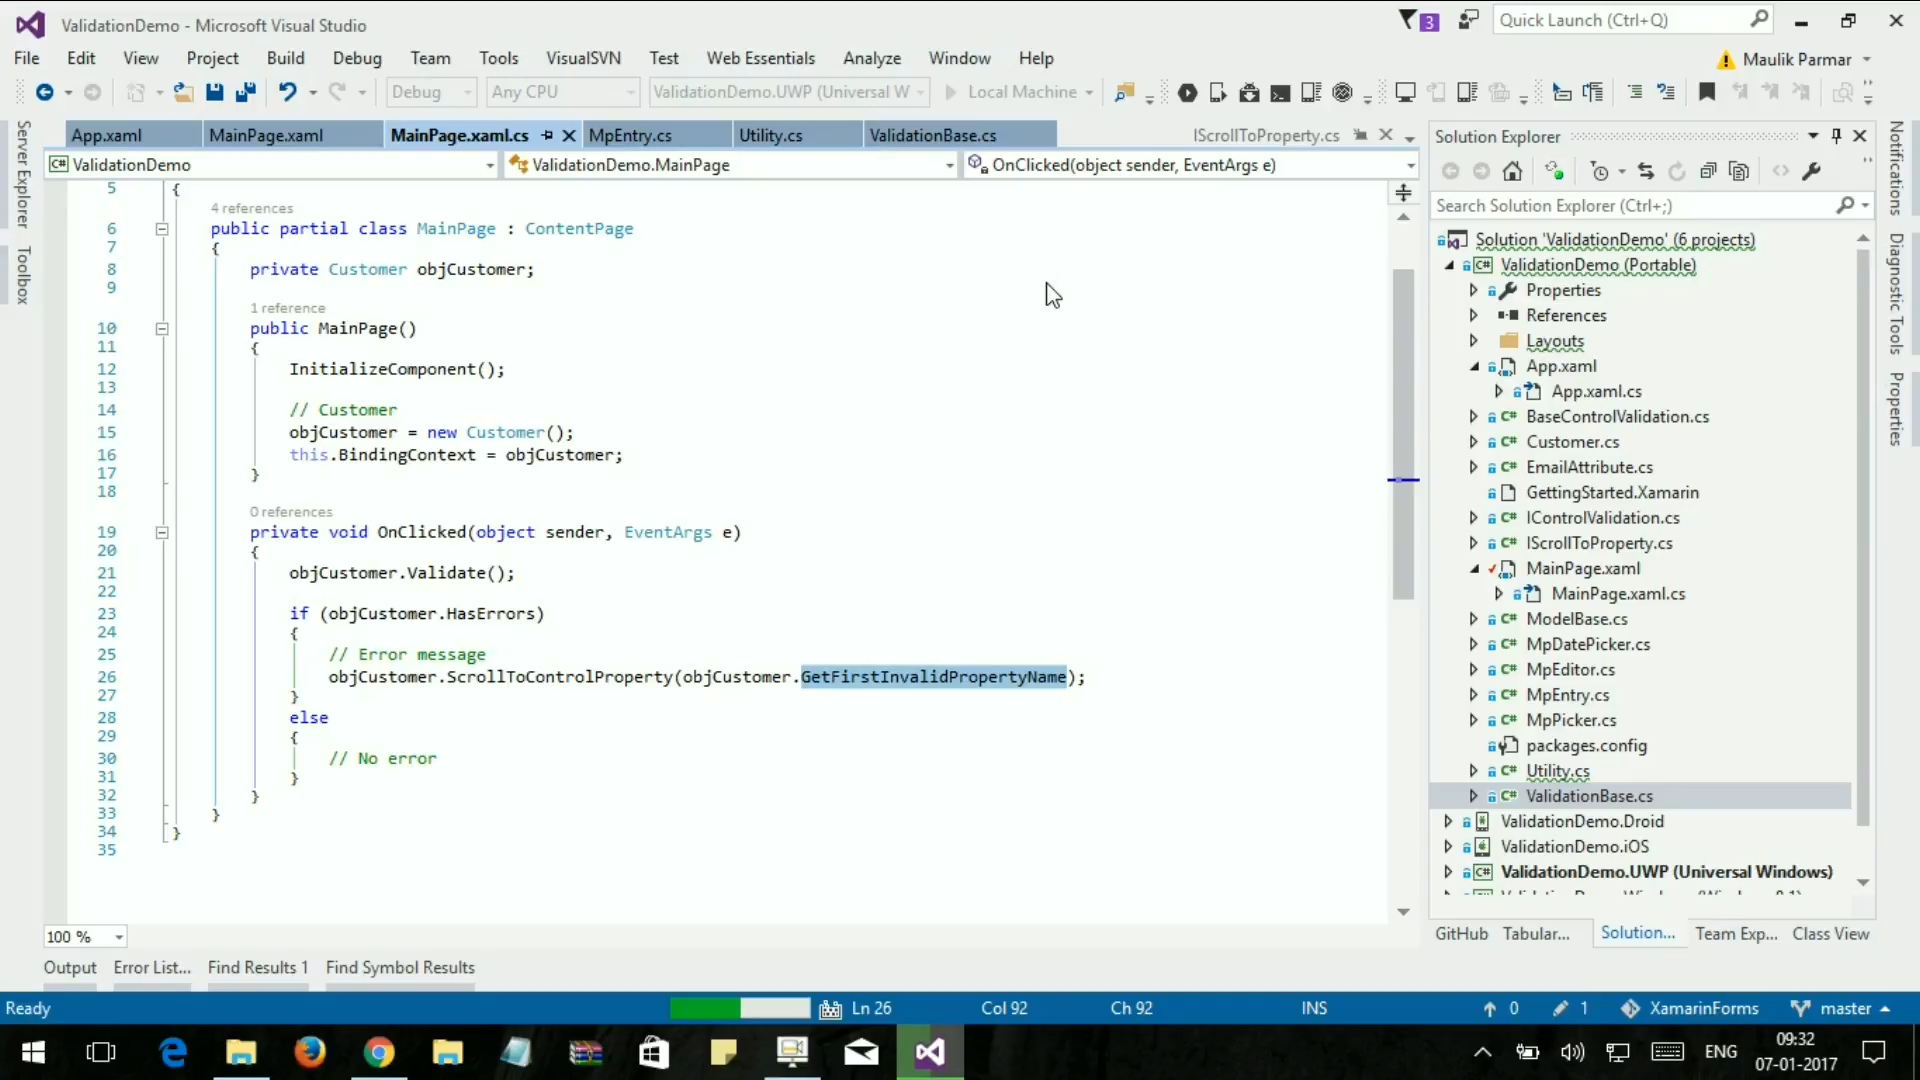 ValidationDemo - Microsoft Visual Studio
3
Quick Launch (Ctrl+Q)
File Edit View Project Build Debug Team Tools VisualSVN Test Web Essentials Analyze Window Help
Maulik Parmar
Debug Any CPU ValidationDemo.UWP (Universal W Local Machine
Server Explorer
Toolbox
App.xaml MainPage.xaml MainPage.xaml.cs MpEntry.cs Utility.cs ValidationBase.cs IScrollToProperty.cs
ValidationDemo ValidationDemo.MainPage OnClicked(object sender, EventArgs e)
5 {
4 references
6 public partial class MainPage : ContentPage
7 {
8 private Customer objCustomer;
9
1 reference
10 public MainPage()
11 {
12 InitializeComponent();
13
14 // Customer
15 objCustomer = new Customer();
16 this.BindingContext = objCustomer;
17 }
18
0 references
19 private void OnClicked(object sender, EventArgs e)
20 {
21 objCustomer.Validate();
22
23 if (objCustomer.HasErrors)
24 {
25 // Error message
26 objCustomer.ScrollToControlProperty(objCustomer.GetFirstInvalidPropertyName);
27 }
28 else
29 {
30 // No error
31 }
32 }
33 }
34 }
35
100 %
Output Error List... Find Results 1 Find Symbol Results
Solution Explorer
Search Solution Explorer (Ctrl+;)
Solution 'ValidationDemo' (6 projects)
C# ValidationDemo (Portable)
Properties
References
Layouts
App.xaml
App.xaml.cs
C# BaseControlValidation.cs
C# Customer.cs
C# EmailAttribute.cs
GettingStarted.Xamarin
C# IControlValidation.cs
C# IScrollToProperty.cs
MainPage.xaml
MainPage.xaml.cs
C# ModelBase.cs
C# MpDatePicker.cs
C# MpEditor.cs
C# MpEntry.cs
C# MpPicker.cs
packages.config
C# Utility.cs
C# ValidationBase.cs
ValidationDemo.Droid
ValidationDemo.iOS
C# ValidationDemo.UWP (Universal Windows)
GitHub Tabular... Solution... Team Exp... Class View
Notifications
Diagnostic Tools
Properties
Ready Ln 26 Col 92 Ch 92 INS 0 1 XamarinForms master
ENG
09:32
07-01-2017